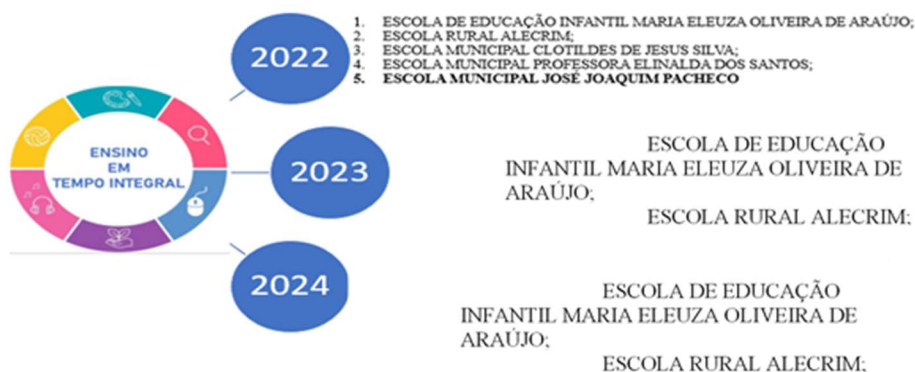 ENSINO
EM
TEMPO INTEGRAL
2022
1. ESCOLA DE EDUCAÇÃO INFANTIL MARIA ELEUZA OLIVEIRA DE ARAÚJO;
2. ESCOLA RURAL ALECRIM;
3. ESCOLA MUNICIPAL CLOTILDES DE JESUS SILVA;
4. ESCOLA MUNICIPAL PROFESSORA ELINALDA DOS SANTOS;
5. ESCOLA MUNICIPAL JOSÉ JOAQUIM PACHECO
2023
ESCOLA DE EDUCAÇÃO
INFANTIL MARIA ELEUZA OLIVEIRA DE
ARAÚJO;
ESCOLA RURAL ALECRIM;
2024
ESCOLA DE EDUCAÇÃO
INFANTIL MARIA ELEUZA OLIVEIRA DE
ARAÚJO;
ESCOLA RURAL ALECRIM;